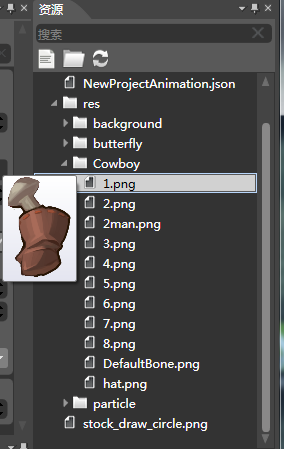 资源
搜索
NewProjectAnimation.json
res
background
butterfly
Cowboy
1.png
2.png
2man.png
3.png
4.png
5.png
6.png
7.png
8.png
DefaultBone.png
hat.png
particle
stock_draw_circle.png